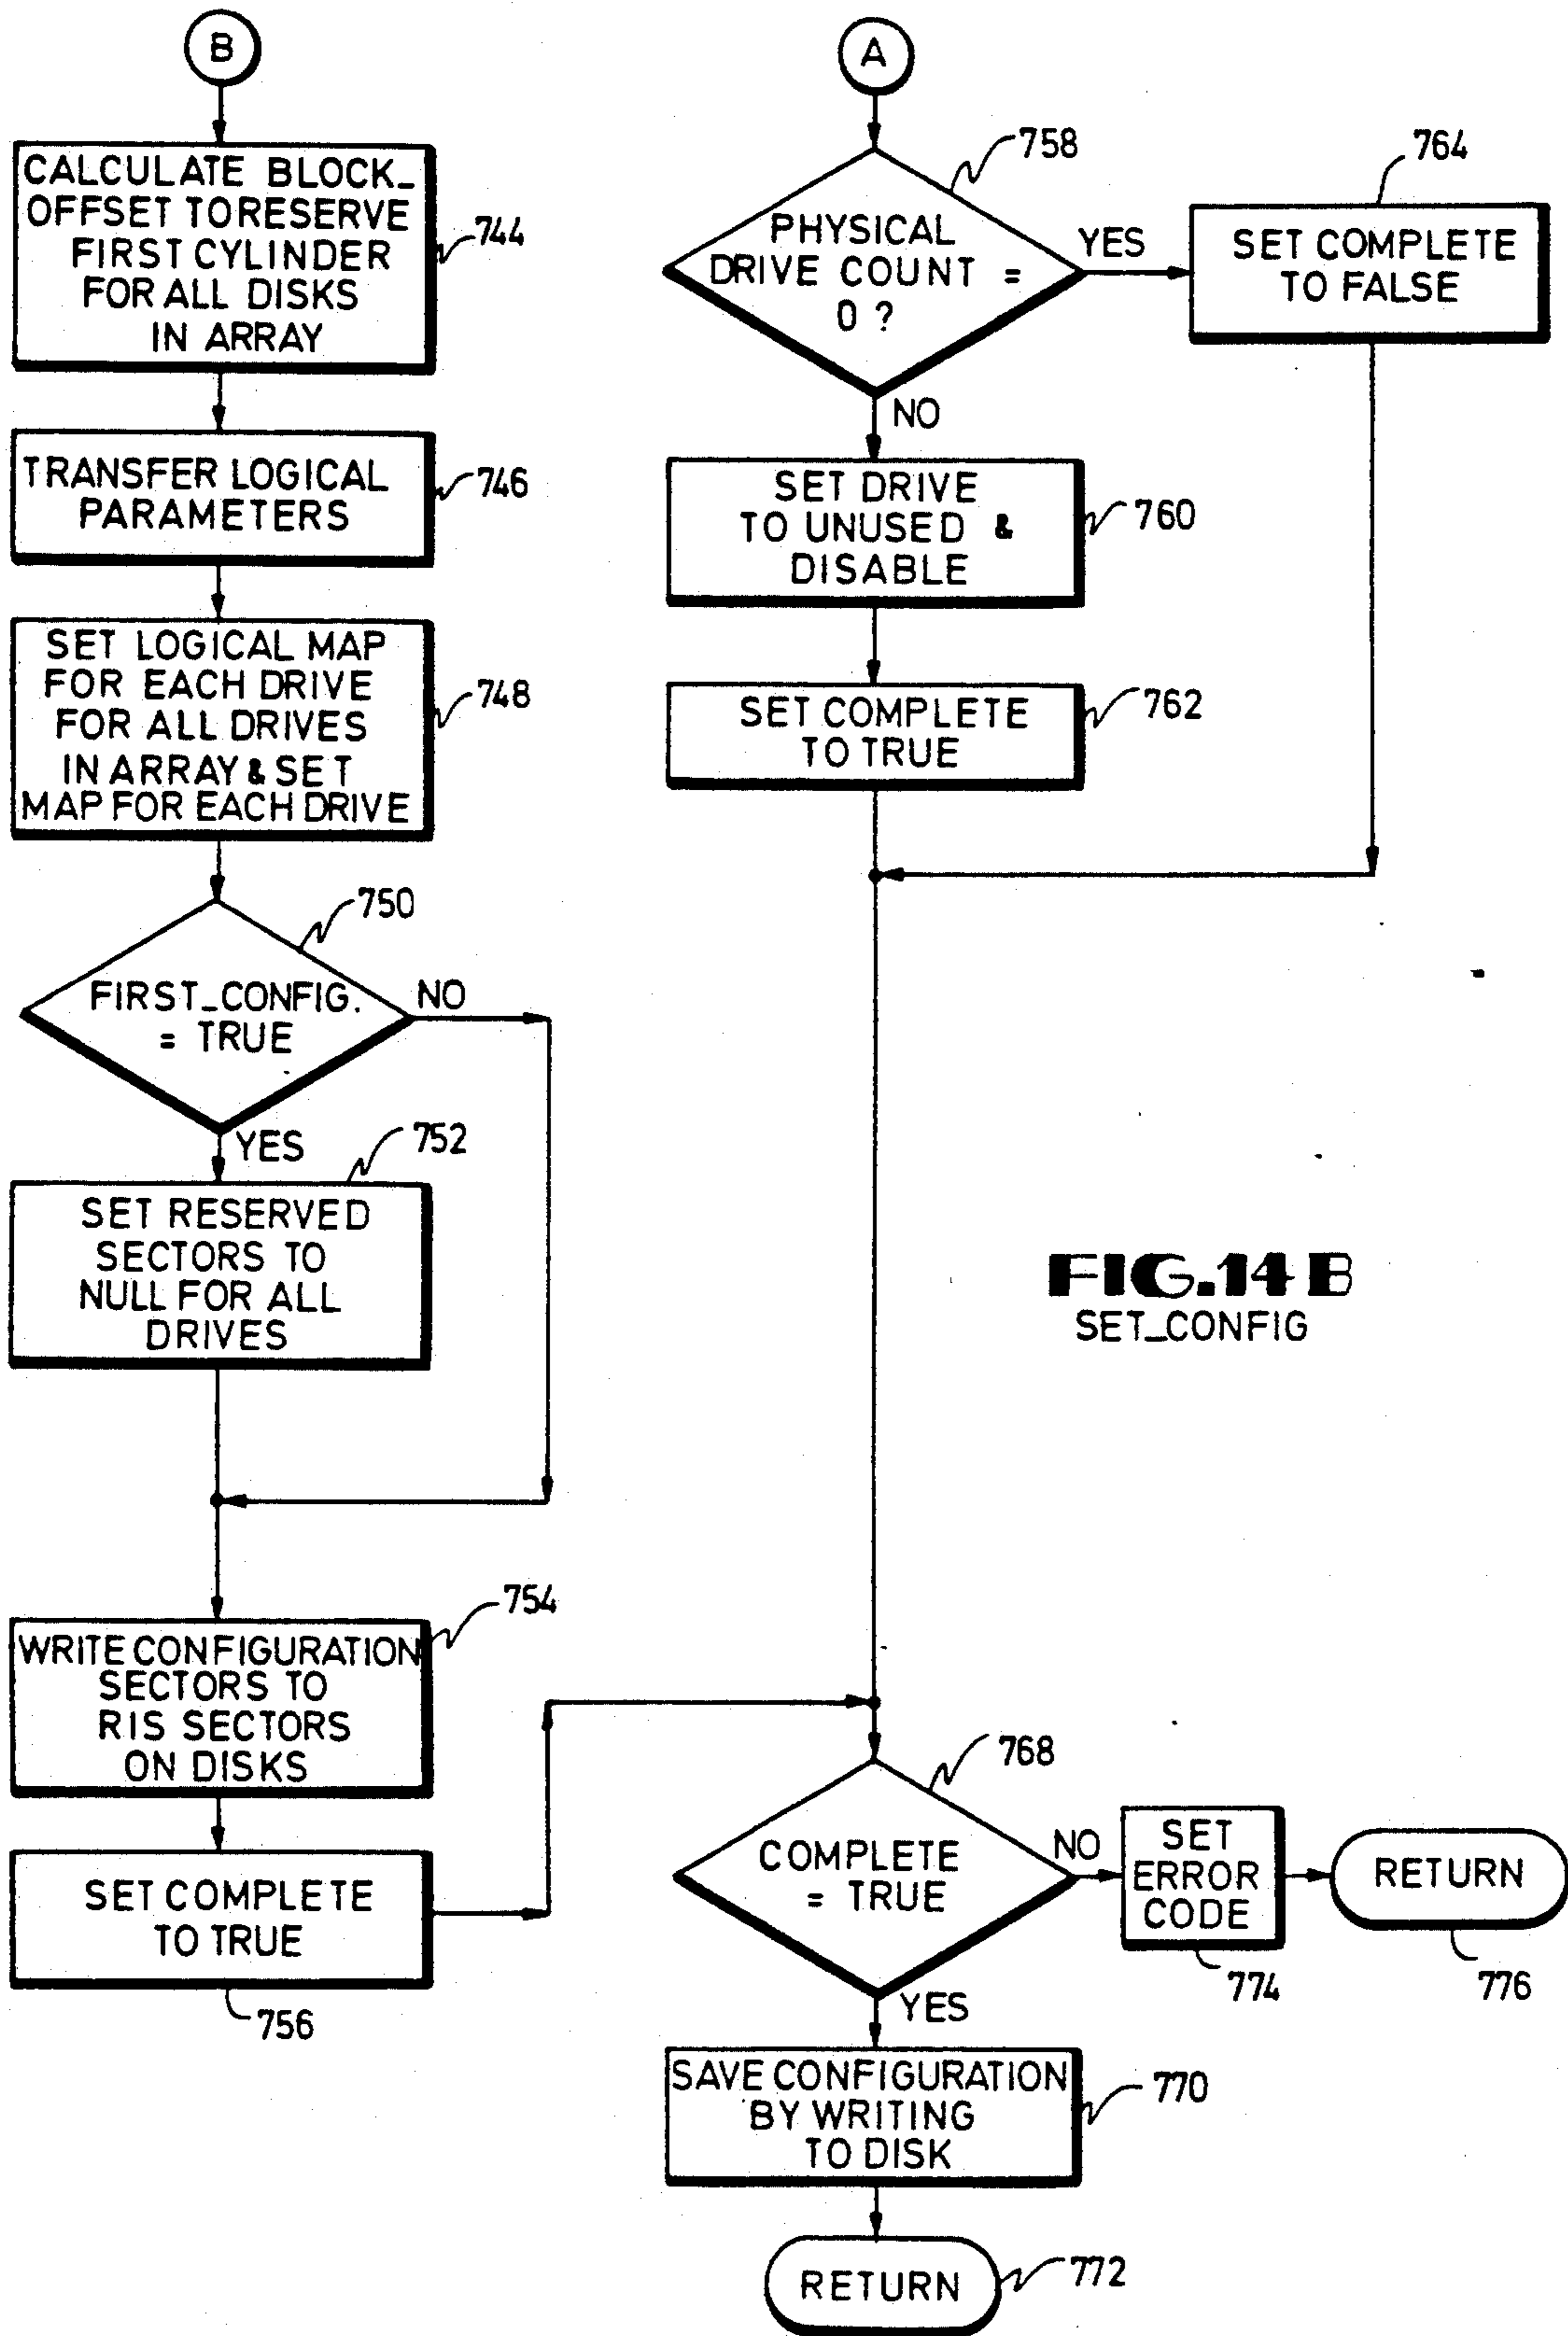 B
CALCULATE BLOCK_
OFFSET TO RESERVE
FIRST CYLINDER
FOR ALL DISKS
IN ARRAY
744
TRANSFER LOGICAL
PARAMETERS
746
SET LOGICAL MAP
FOR EACH DRIVE
FOR ALL DRIVES
IN ARRAY & SET
MAP FOR EACH DRIVE
748
750
FIRST_CONFIG.
= TRUE
NO
YES
752
SET RESERVED
SECTORS TO
NULL FOR ALL
DRIVES
754
WRITE CONFIGURATION
SECTORS TO
RIS SECTORS
ON DISKS
SET COMPLETE
TO TRUE
756
A
758
PHYSICAL
DRIVE COUNT =
0 ?
YES
764
SET COMPLETE
TO FALSE
NO
SET DRIVE
TO UNUSED &
DISABLE
760
SET COMPLETE
TO TRUE
762
FIG.14B
SET_CONFIG
768
COMPLETE
= TRUE
NO
SET
ERROR
CODE
774
RETURN
776
YES
SAVE CONFIGURATION
BY WRITING
TO DISK
770
RETURN
772